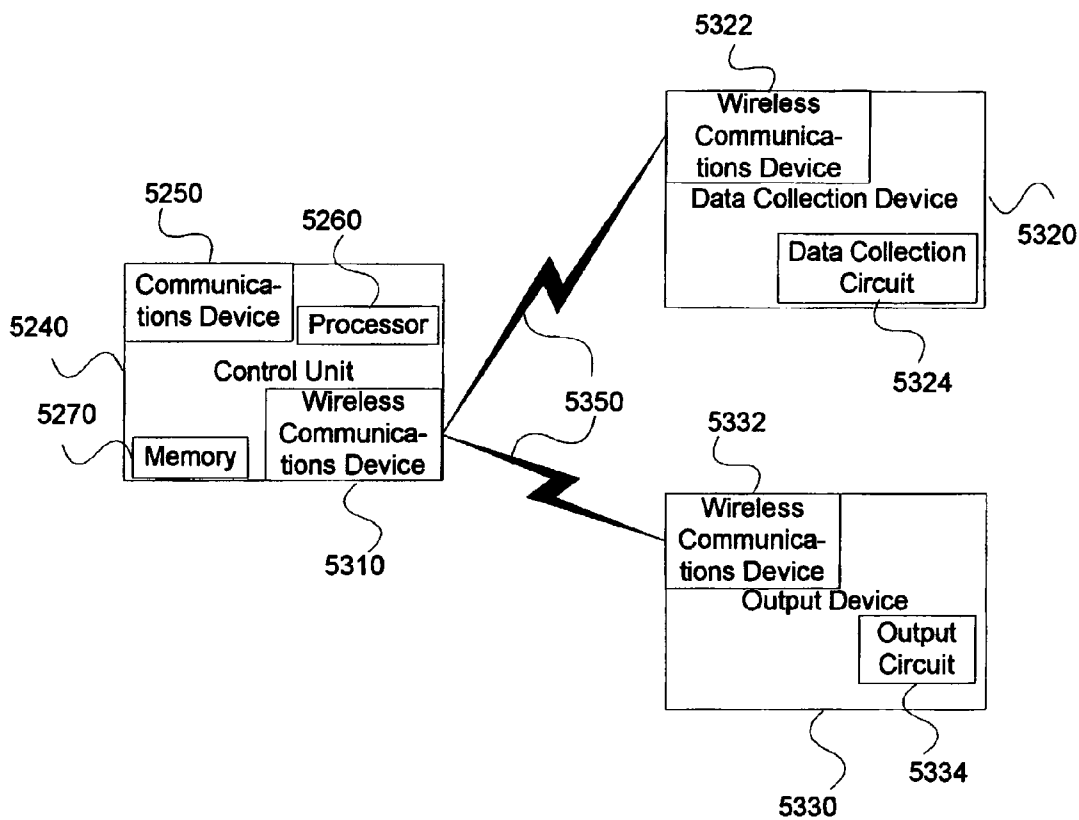 5322
Wireless
Communica-
tions Device
Data Collection Device
5320
Data Collection
Circuit
5324
5250
5260
Communica-
tions Device
Processor
5240
Control Unit
5270
Wireless
Communica-
tions Device
Memory
5310
5350
5332
Wireless
Communica-
tions Device
Output Device
Output
Circuit
5334
5330